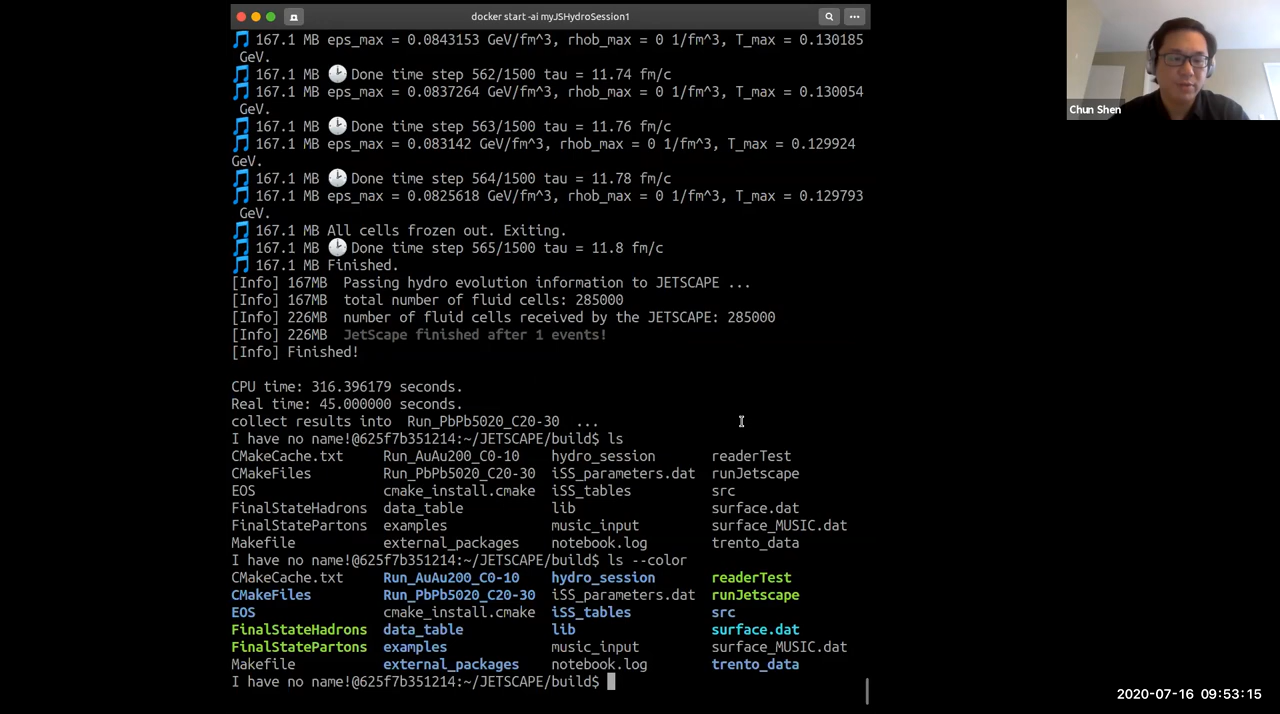 docker start -ai myJSHydroSession1
167.1 MB eps_max = 0.0843153 GeV/fm^3, rhob_max = 0 1/fm^3, T_max = 0.130185
GeV.
167.1 MB Done time step 562/1500 tau = 11.74 fm/c
167.1 MB eps_max = 0.0837264 GeV/fm^3, rhob_max = 0 1/fm^3, T_max = 0.130054
GeV.
167.1 MB Done time step 563/1500 tau = 11.76 fm/c
167.1 MB eps_max = 0.083142 GeV/fm^3, rhob_max = 0 1/fm^3, T_max = 0.129924
GeV.
167.1 MB Done time step 564/1500 tau = 11.78 fm/c
167.1 MB eps_max = 0.0825618 GeV/fm^3, rhob_max = 0 1/fm^3, T_max = 0.129793
GeV.
167.1 MB All cells frozen out. Exiting.
167.1 MB Done time step 565/1500 tau = 11.8 fm/c
167.1 MB Finished.
[Info] 167MB  Passing hydro evolution information to JETSCAPE ...
[Info] 167MB  total number of fluid cells: 285000
[Info] 226MB  number of fluid cells received by the JETSCAPE: 285000
[Info] 226MB  JetScape finished after 1 events!
[Info] Finished!
CPU time: 316.396179 seconds.
Real time: 45.000000 seconds.
collect results into  Run_PbPb5020_C20-30  ...
I have no name!@625f7b351214:~/JETSCAPE/build$ ls
CMakeCache.txt     Run_AuAu200_C0-10    hydro_session       readerTest
CMakeFiles         Run_PbPb5020_C20-30  iSS_parameters.dat  runJetscape
EOS                cmake_install.cmake  iSS_tables          src
FinalStateHadrons  data_table           lib                 surface.dat
FinalStatePartons  examples             music_input         surface_MUSIC.dat
Makefile           external_packages    notebook.log        trento_data
I have no name!@625f7b351214:~/JETSCAPE/build$ ls --color
CMakeCache.txt     Run_AuAu200_C0-10    hydro_session       readerTest
CMakeFiles         Run_PbPb5020_C20-30  iSS_parameters.dat  runJetscape
EOS                cmake_install.cmake  iSS_tables          src
FinalStateHadrons  data_table           lib                 surface.dat
FinalStatePartons  examples             music_input         surface_MUSIC.dat
Makefile           external_packages    notebook.log        trento_data
I have no name!@625f7b351214:~/JETSCAPE/build$
Chun Shen
2020-07-16 09:53:15